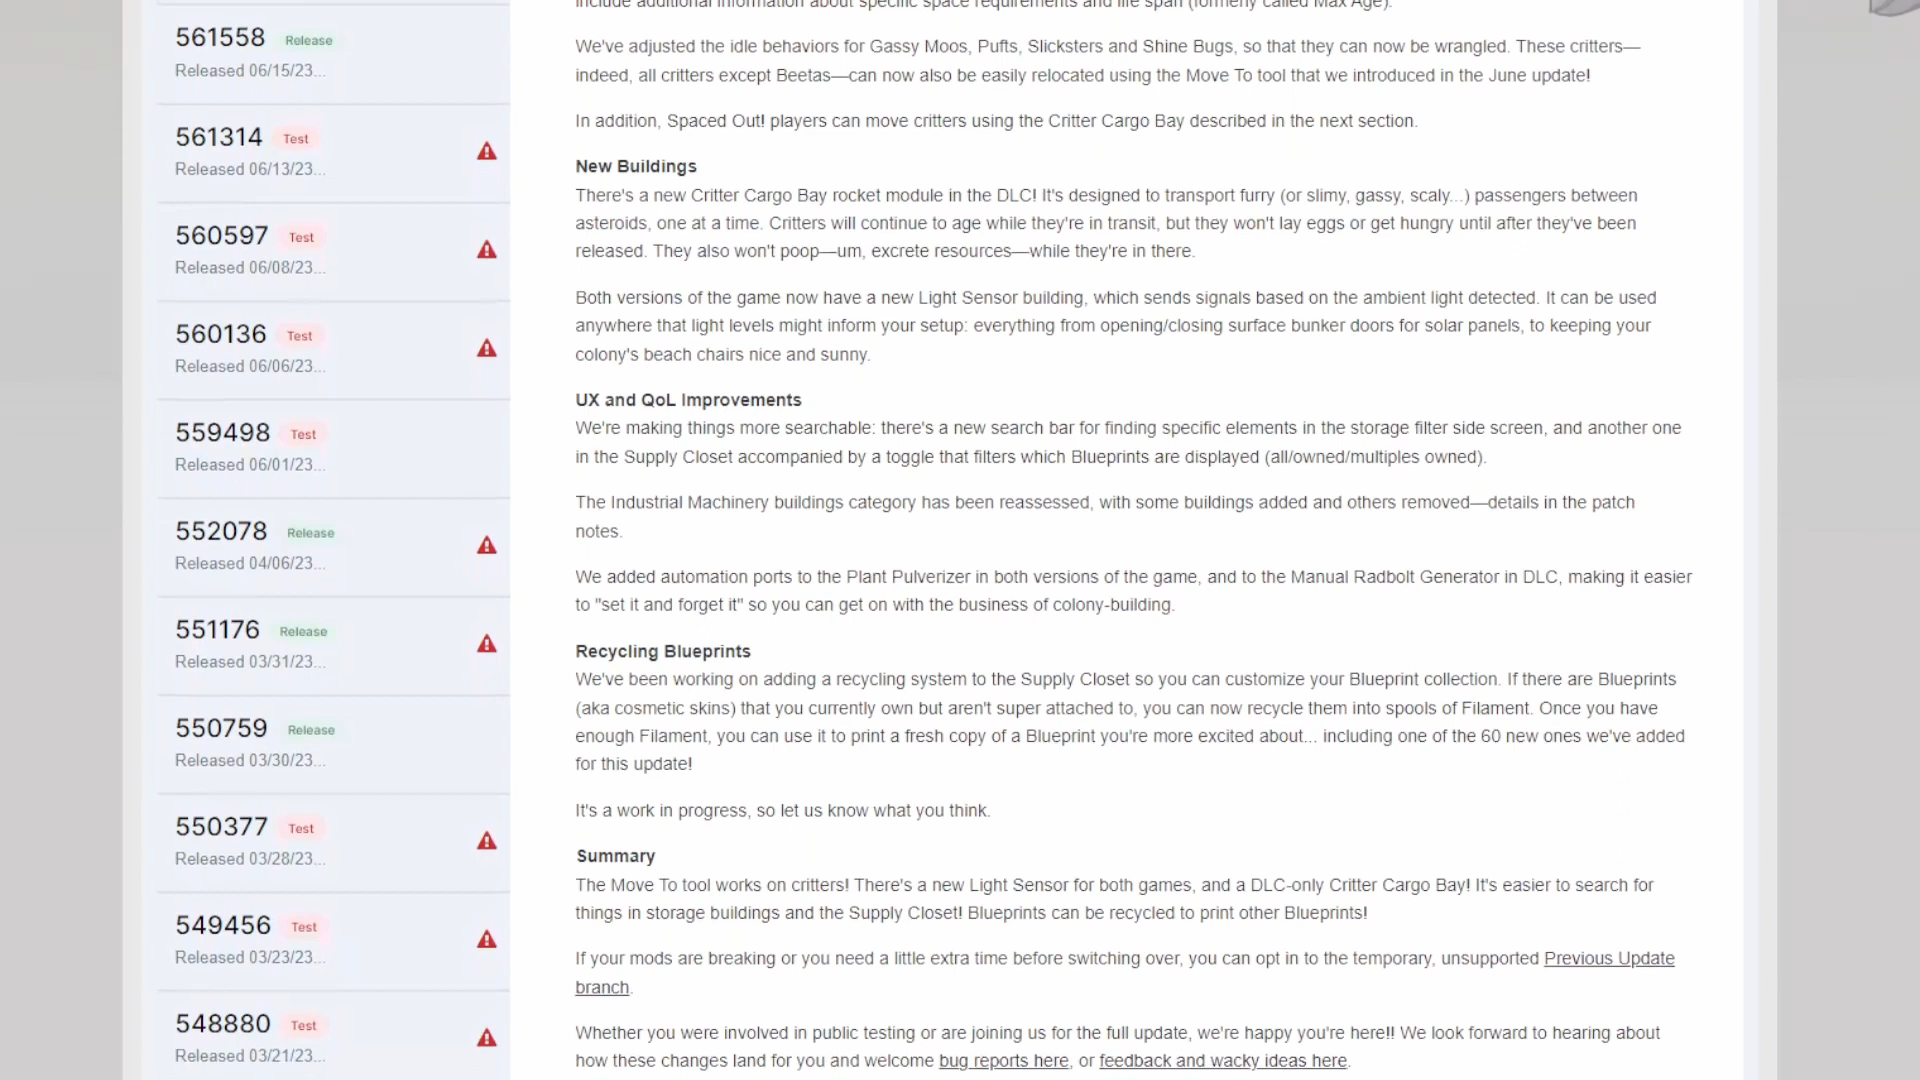 include additional information about specific space requirements and life span (formerly called Max Age).
561558 Release
Released 06/15/23...
561314 Test
Released 06/13/23...
560597 Test
Released 06/08/23...
560136 Test
Released 06/06/23...
559498 Test
Released 06/01/23...
552078 Release
Released 04/06/23...
551176 Release
Released 03/31/23...
550759 Release
Released 03/30/23...
550377 Test
Released 03/28/23...
549456 Test
Released 03/23/23...
548880 Test
Released 03/21/23...
We've adjusted the idle behaviors for Gassy Moos, Pufts, Slicksters and Shine Bugs, so that they can now be wrangled. These critters—
indeed, all critters except Beetas—can now also be easily relocated using the Move To tool that we introduced in the June update!
In addition, Spaced Out! players can move critters using the Critter Cargo Bay described in the next section.
New Buildings
There's a new Critter Cargo Bay rocket module in the DLC! It's designed to transport furry (or slimy, gassy, scaly...) passengers between
asteroids, one at a time. Critters will continue to age while they're in transit, but they won't lay eggs or get hungry until after they've been
released. They also won't poop—um, excrete resources—while they're in there.
Both versions of the game now have a new Light Sensor building, which sends signals based on the ambient light detected. It can be used
anywhere that light levels might inform your setup: everything from opening/closing surface bunker doors for solar panels, to keeping your
colony's beach chairs nice and sunny.
UX and QoL Improvements
We're making things more searchable: there's a new search bar for finding specific elements in the storage filter side screen, and another one
in the Supply Closet accompanied by a toggle that filters which Blueprints are displayed (all/owned/multiples owned).
The Industrial Machinery buildings category has been reassessed, with some buildings added and others removed—details in the patch
notes.
We added automation ports to the Plant Pulverizer in both versions of the game, and to the Manual Radbolt Generator in DLC, making it easier
to "set it and forget it" so you can get on with the business of colony-building.
Recycling Blueprints
We've been working on adding a recycling system to the Supply Closet so you can customize your Blueprint collection. If there are Blueprints
(aka cosmetic skins) that you currently own but aren't super attached to, you can now recycle them into spools of Filament. Once you have
enough Filament, you can use it to print a fresh copy of a Blueprint you're more excited about... including one of the 60 new ones we've added
for this update!
It's a work in progress, so let us know what you think.
Summary
The Move To tool works on critters! There's a new Light Sensor for both games, and a DLC-only Critter Cargo Bay! It's easier to search for
things in storage buildings and the Supply Closet! Blueprints can be recycled to print other Blueprints!
If your mods are breaking or you need a little extra time before switching over, you can opt in to the temporary, unsupported Previous Update
branch.
Whether you were involved in public testing or are joining us for the full update, we're happy you're here!! We look forward to hearing about
how these changes land for you and welcome bug reports here, or feedback and wacky ideas here.